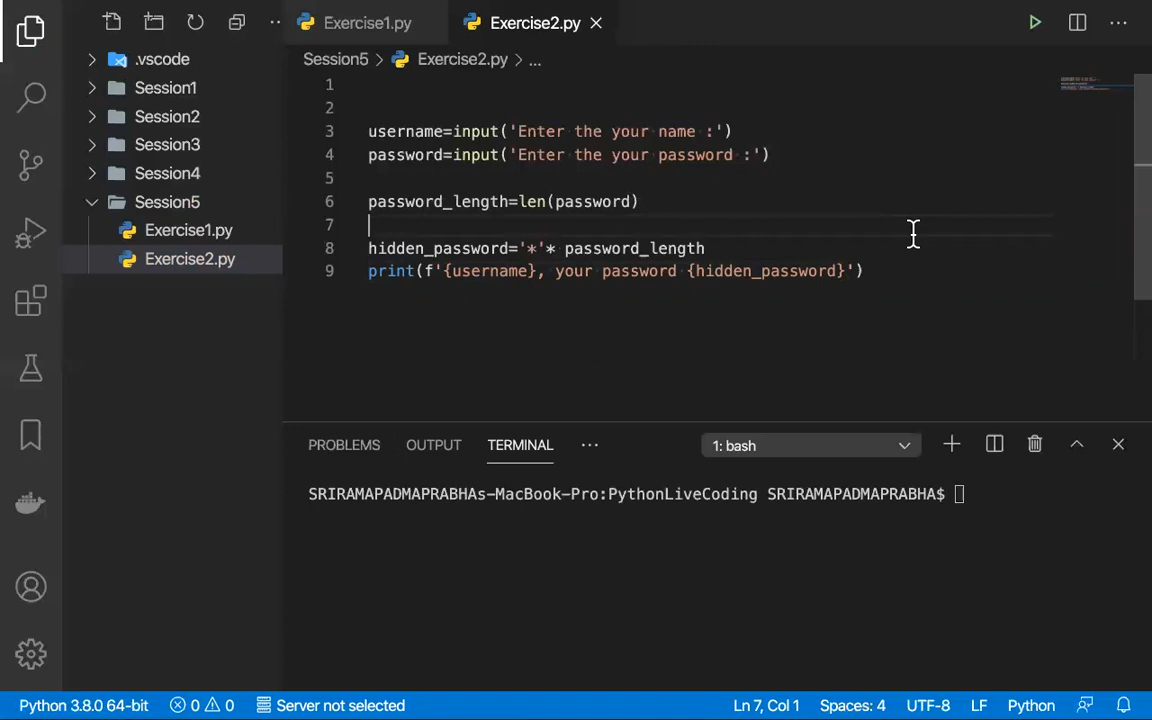 Exercise1.py
Exercise2.py
.vscode
Session1
Session2
Session3
Session4
Session5
Exercise1.py
Exercise2.py
Session5 > Exercise2.py > ...
1
2
3 username=input('Enter the your name :')
4 password=input('Enter the your password :')
5
6 password_length=len(password)
7
8 hidden_password='*'* password_length
9 print(f'{username}, your password {hidden_password}')
PROBLEMS OUTPUT TERMINAL ... 1: bash
SRIRAMAPADMAPRABHAs-MacBook-Pro:PythonLiveCoding SRIRAMAPADMAPRABHA$
Python 3.8.0 64-bit 0 0 Server not selected Ln 7, Col 1 Spaces: 4 UTF-8 LF Python